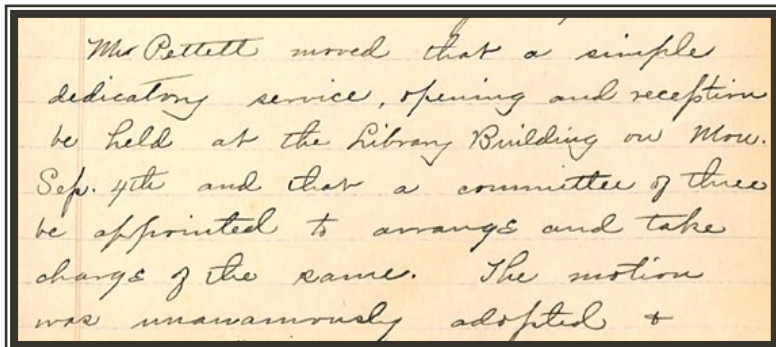 Mr Pettett moved that a simple
dedicatory service, opening and reception
be held at the Library Building on Mon.
Sep. 4th and that a committee of three
be appointed to arrange and take
charge of the same. The motion
was unanamously adopted &